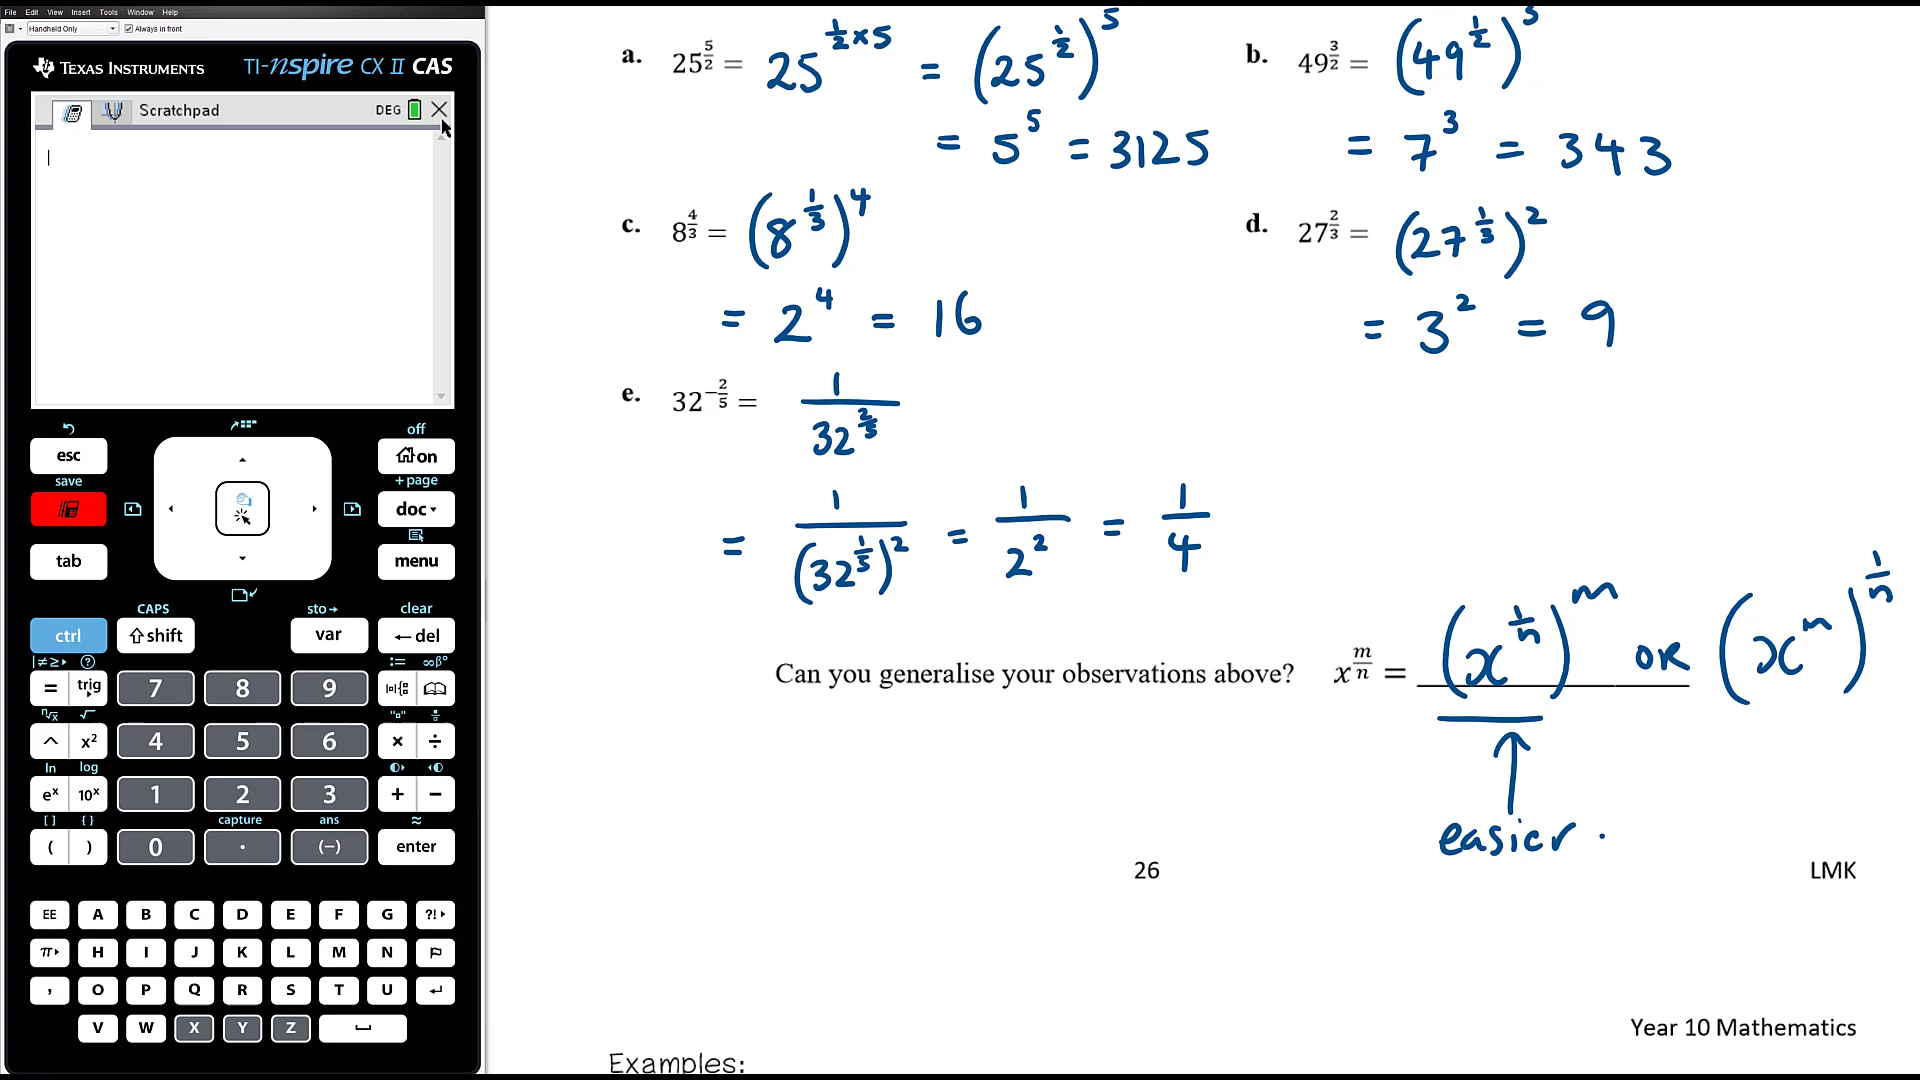 File Edit View Insert Tools Window Help
Handheld Only Always in front
TEXAS INSTRUMENTS TI-nspire CX II CAS
Scratchpad DEG
off
esc on
save + page
doc
tab menu
CAPS sto→ clear
ctrl ⇧shift var ←del
|≠≥▸ ? := ∞β°
= trig 7 8 9
ⁿ√x √
^ x² 4 5 6 × ÷
ln log
eˣ 10ˣ 1 2 3 + −
[ ] { } capture ans ≈
( ) 0 . (−) enter
EE A B C D E F G ?!▸
π▸ H I J K L M N
, O P Q R S T U ↵
V W X Y Z
a. 25^(5/2) = 25^(1/2 × 5) = (25^(1/2))^5
= 5^5 = 3125
b. 49^(3/2) = (49^(1/2))^3
= 7^3 = 343
c. 8^(4/3) = (8^(1/3))^4
= 2^4 = 16
d. 27^(2/3) = (27^(1/3))^2
= 3^2 = 9
e. 32^(−2/5) = 1/32^(2/5)
= 1/(32^(1/5))^2 = 1/2^2 = 1/4
Can you generalise your observations above? x^(m/n) = (x^(1/n))^m OR (x^m)^(1/n)
easier.
26 LMK
Year 10 Mathematics
Examples: